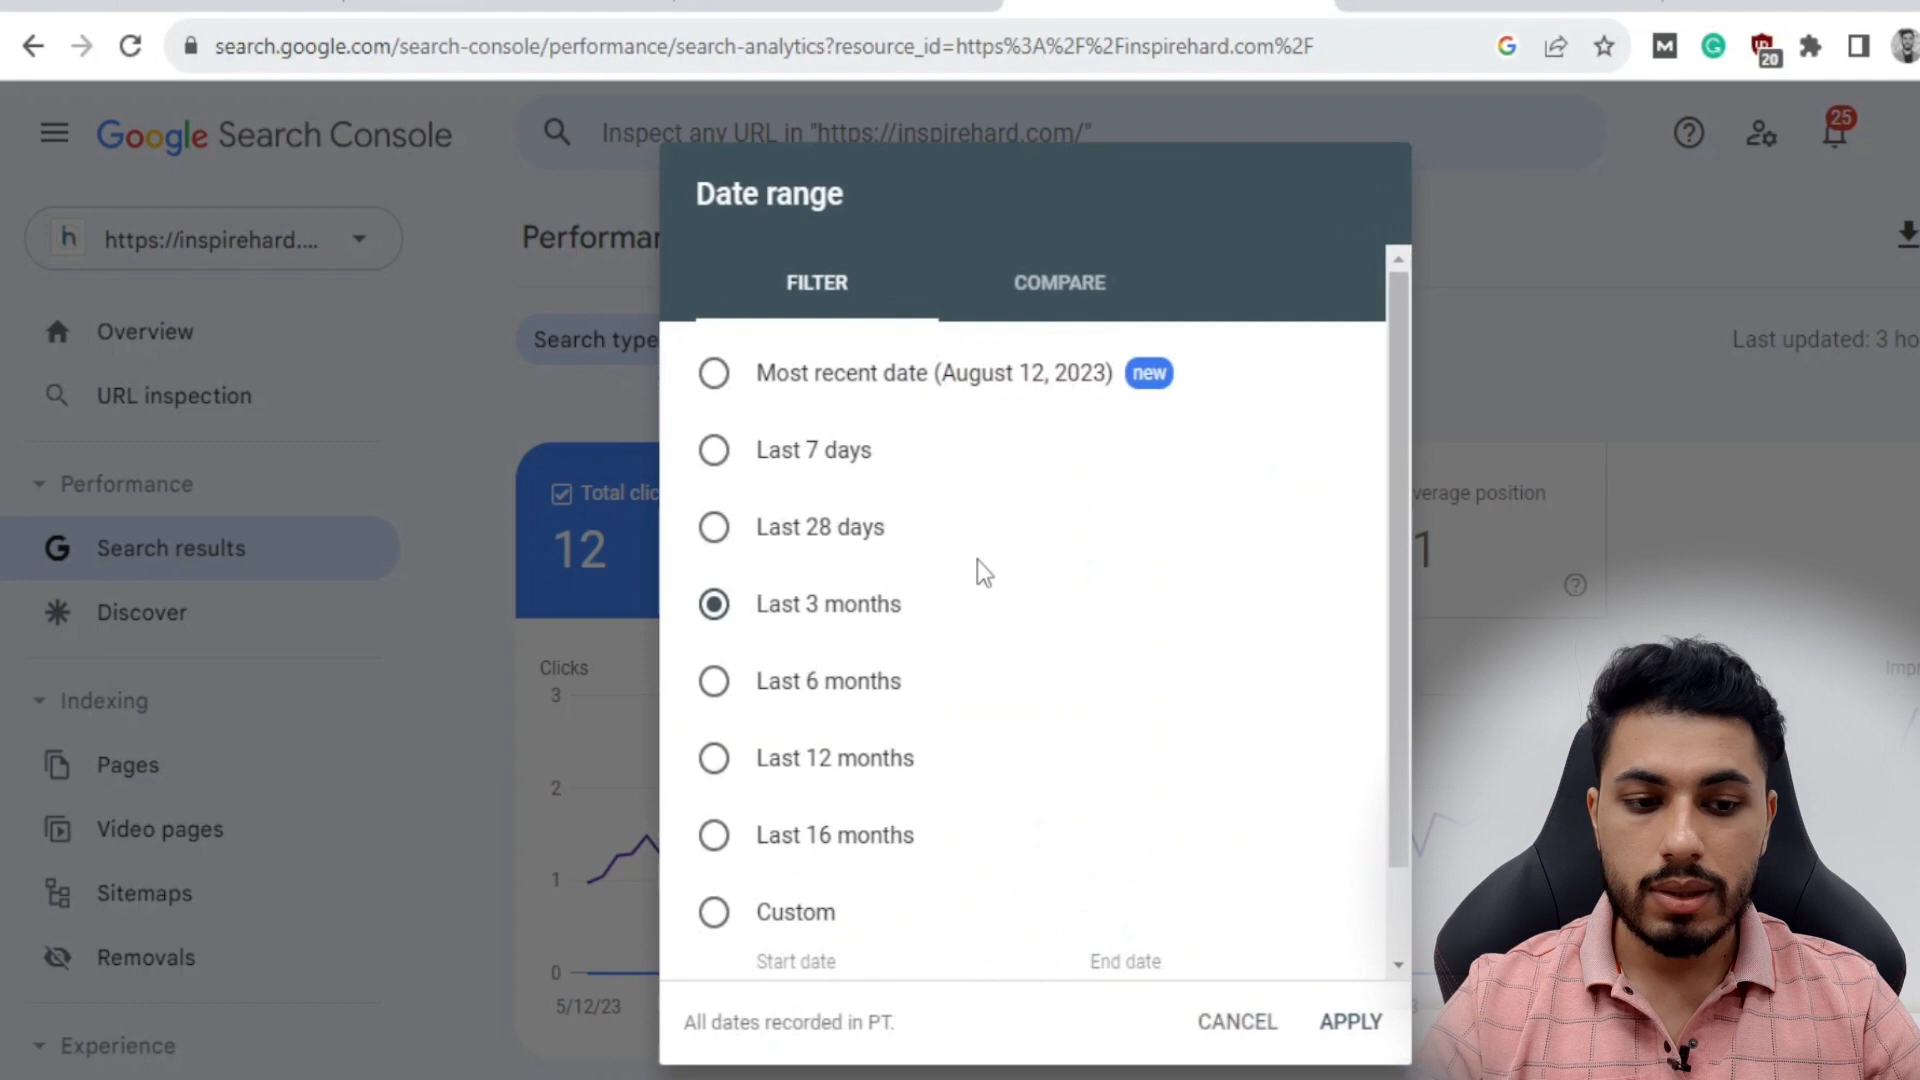 search.google.com/search-console/performance/search-analytics?resource_id=https%3A%2F%2Finspirehard.com%2F
20
Google Search Console
Inspect any URL in "https://inspirehard.com/"
25
h https://inspirehard....
Overview
URL inspection
Performance
Search results
Discover
Indexing
Pages
Video pages
Sitemaps
Removals
Experience
Performan
Search type
Last updated: 3 ho
Total clic
12
verage position
1
Clicks
3
2
1
0
5/12/23
Impr
Date range
FILTER
COMPARE
Most recent date (August 12, 2023) new
Last 7 days
Last 28 days
Last 3 months
Last 6 months
Last 12 months
Last 16 months
Custom
Start date
End date
All dates recorded in PT.
CANCEL
APPLY